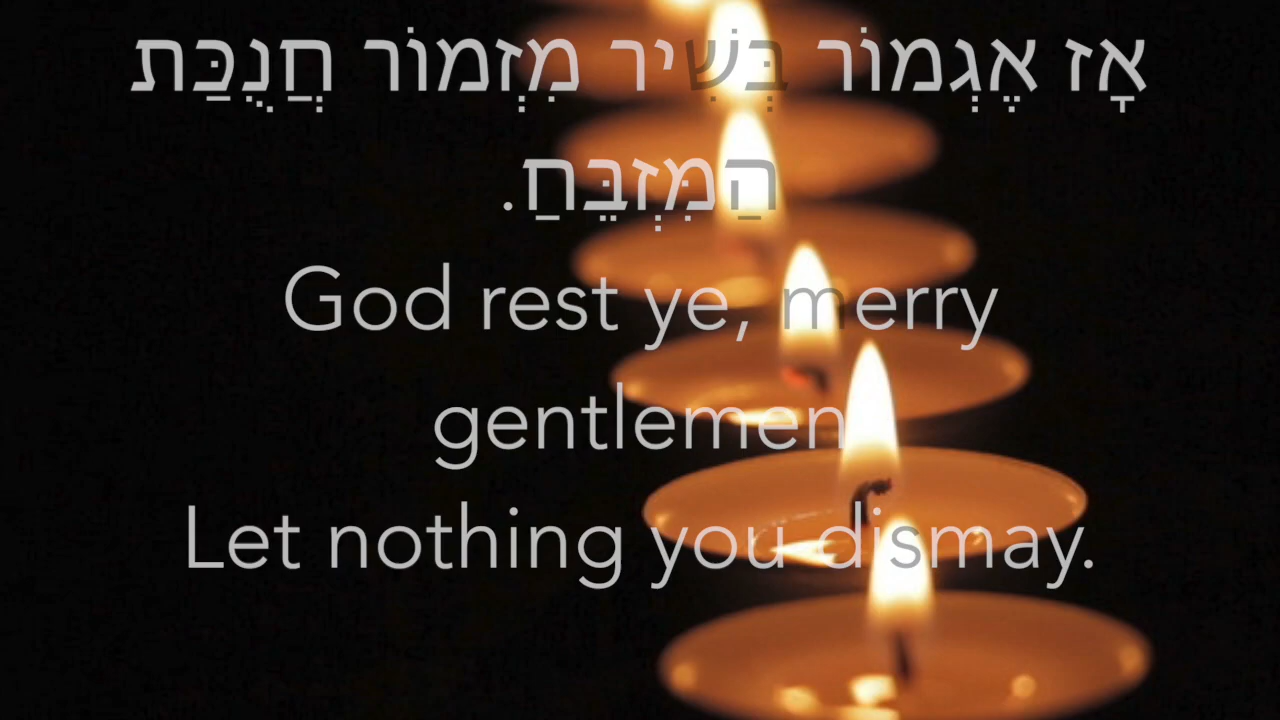 אָז אֶגְמוֹר בְּשִׁיר מִזְמוֹר חֲנֻכַּת
הַמִּזְבֵּחַ.
God rest ye, merry
gentlemen
Let nothing you dismay.